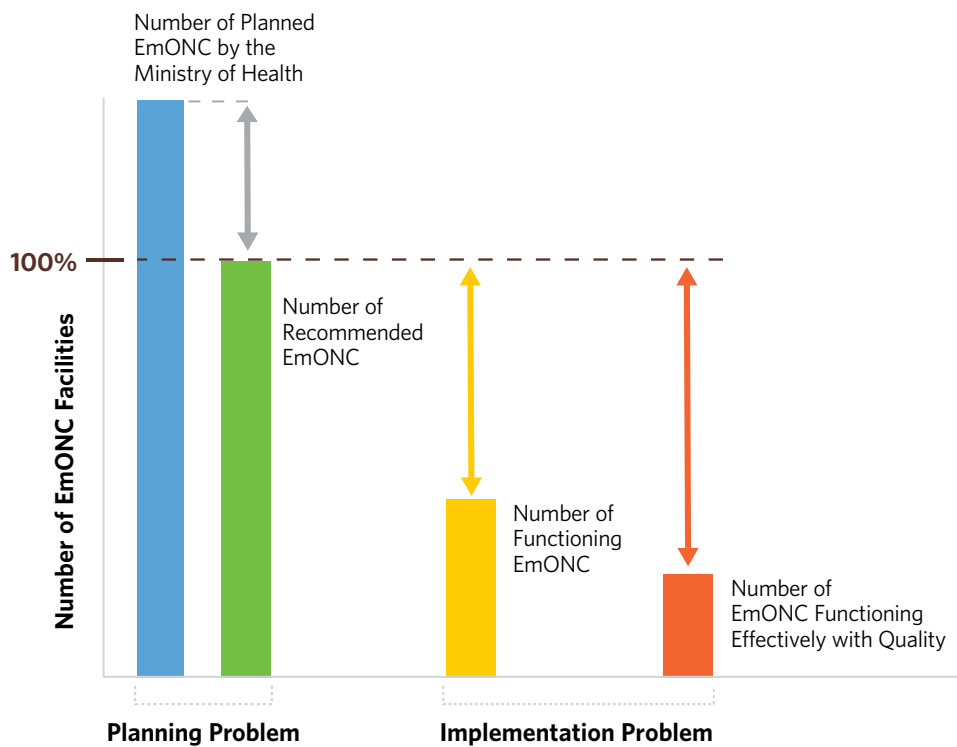 Number of Planned
EmONC by the
Ministry of Health
100%
Number of EmONC Facilities
Number of
Recommended
EmONC
Number of
Functioning
EmONC
Number of
EmONC Functioning
Effectively with Quality
Planning Problem
Implementation Problem